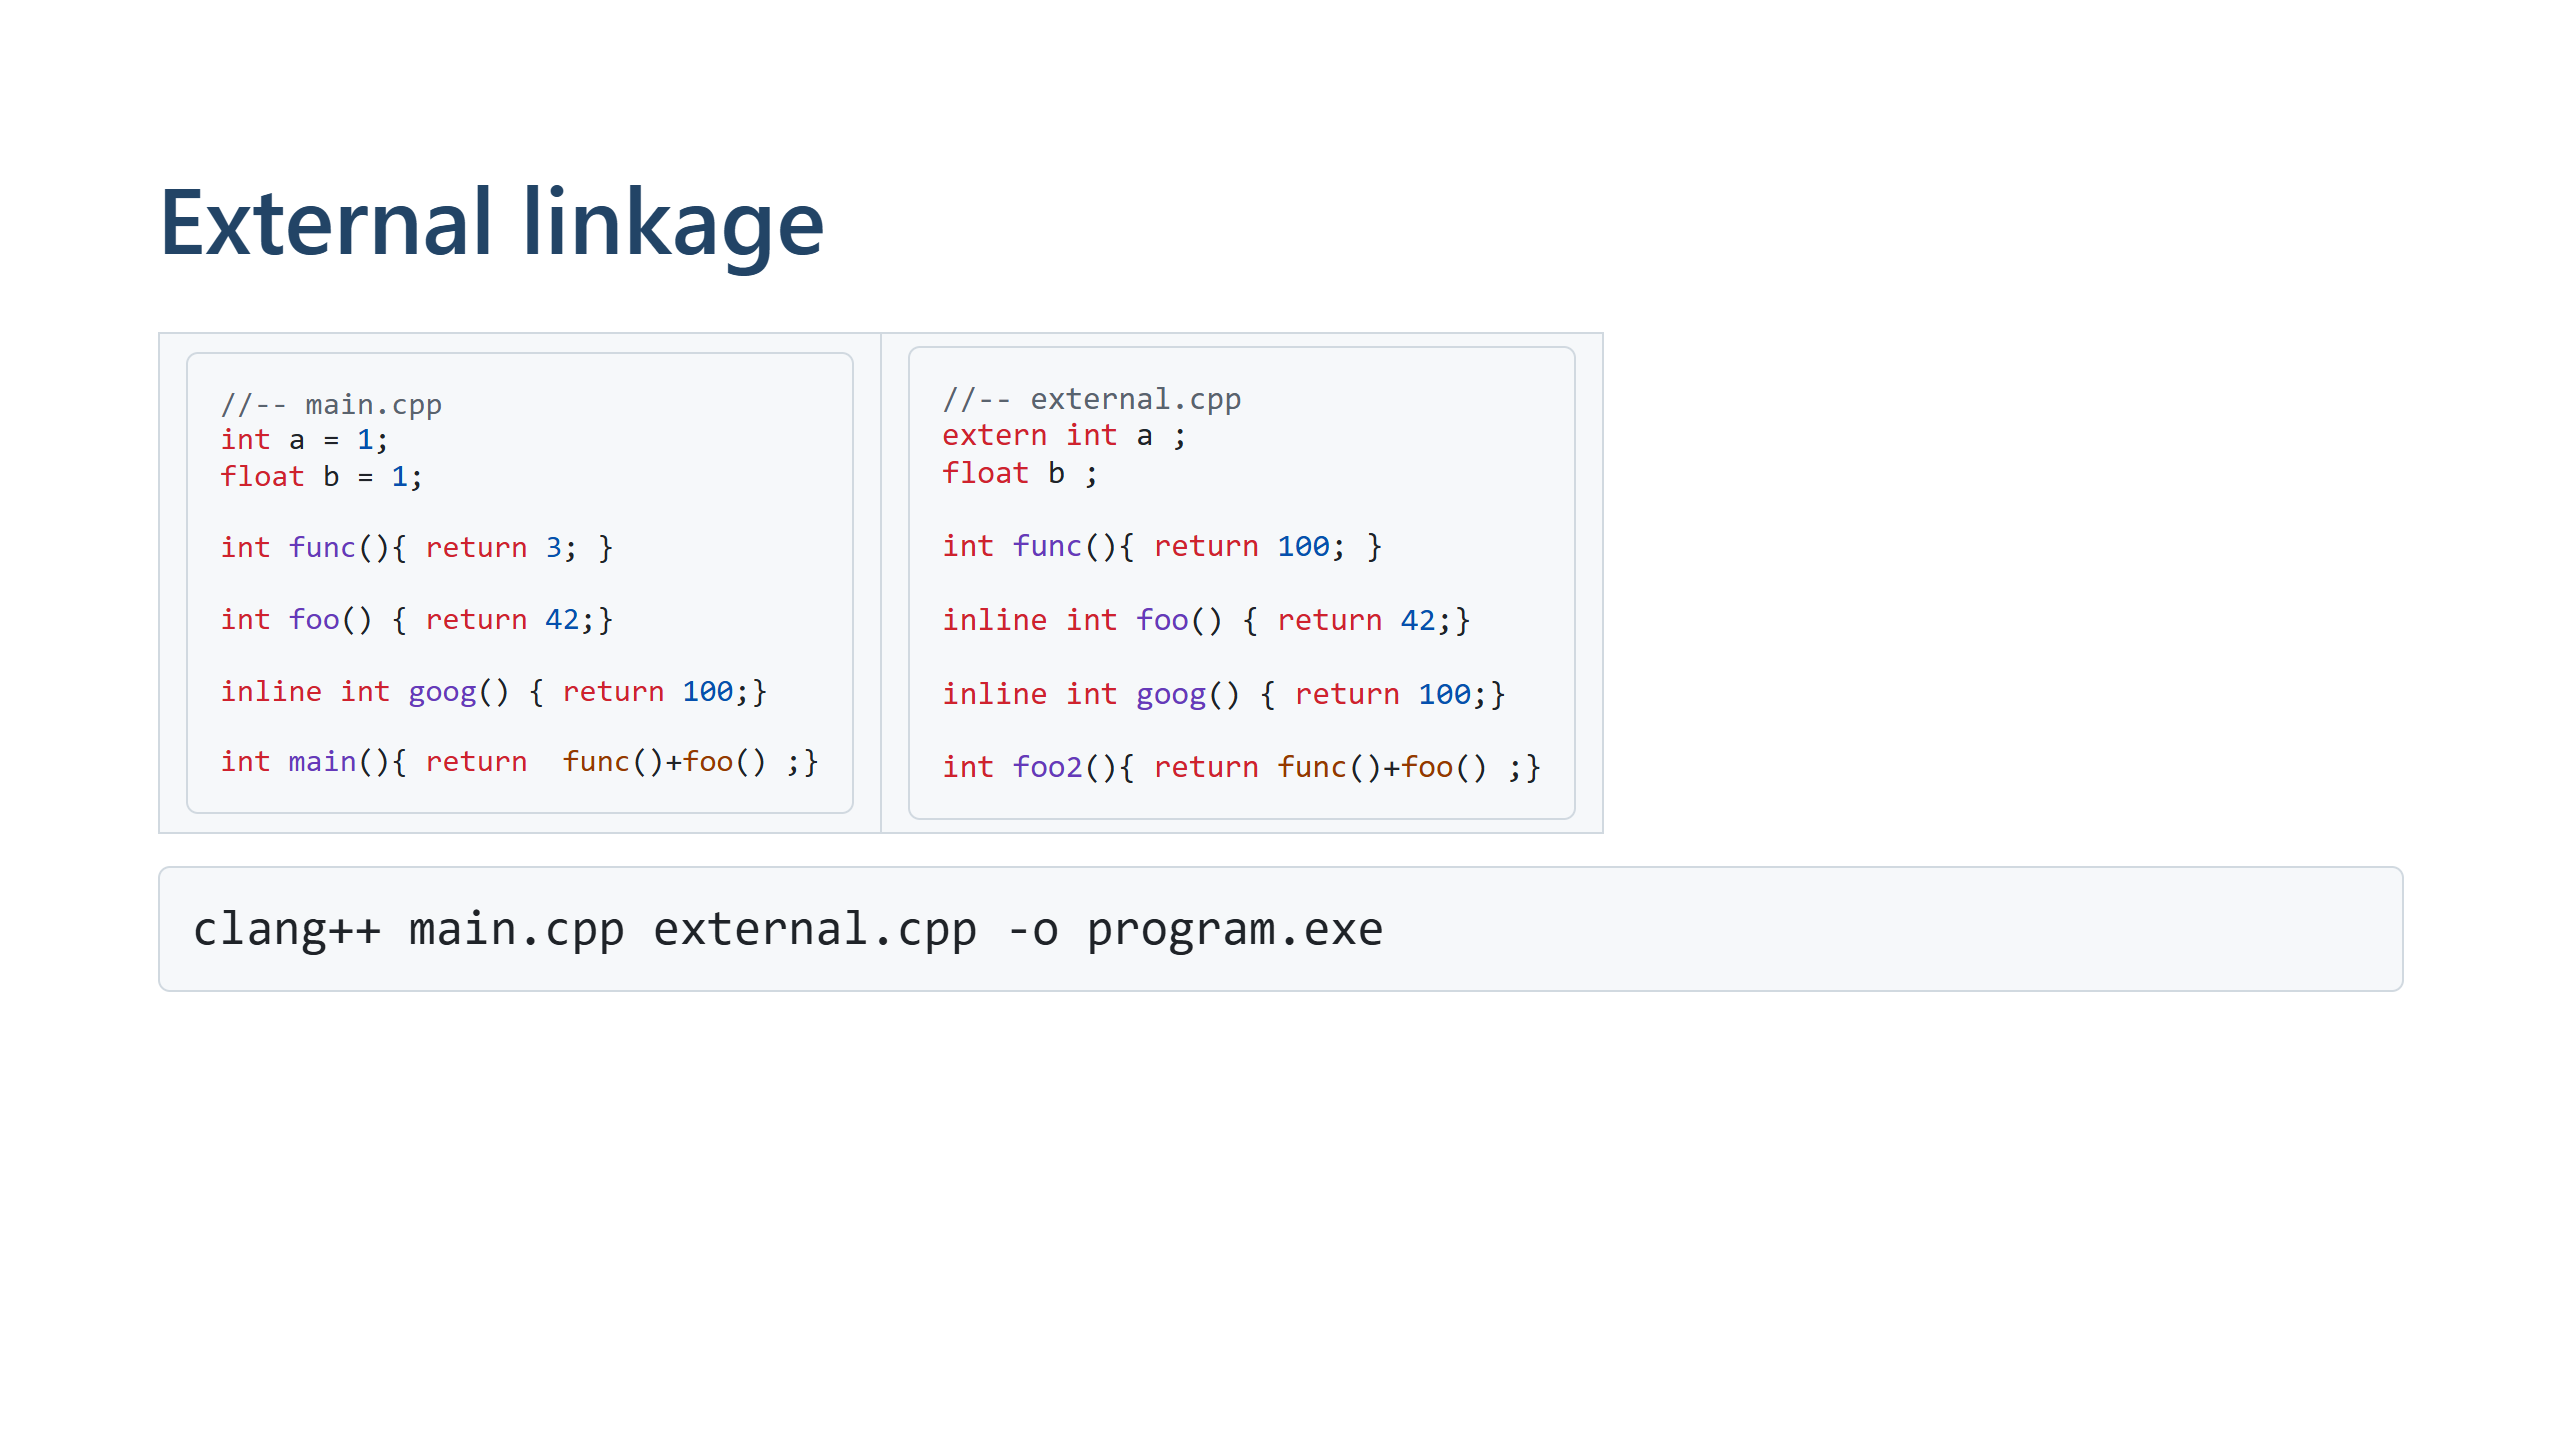 External linkage
//-- main.cpp
int a = 1;
float b = 1;
int func(){ return 3; }
int foo() { return 42;}
inline int goog() { return 100;}
int main(){ return  func()+foo() ;}
//-- external.cpp
extern int a ;
float b ;
int func(){ return 100; }
inline int foo() { return 42;}
inline int goog() { return 100;}
int foo2(){ return func()+foo() ;}
clang++ main.cpp external.cpp -o program.exe